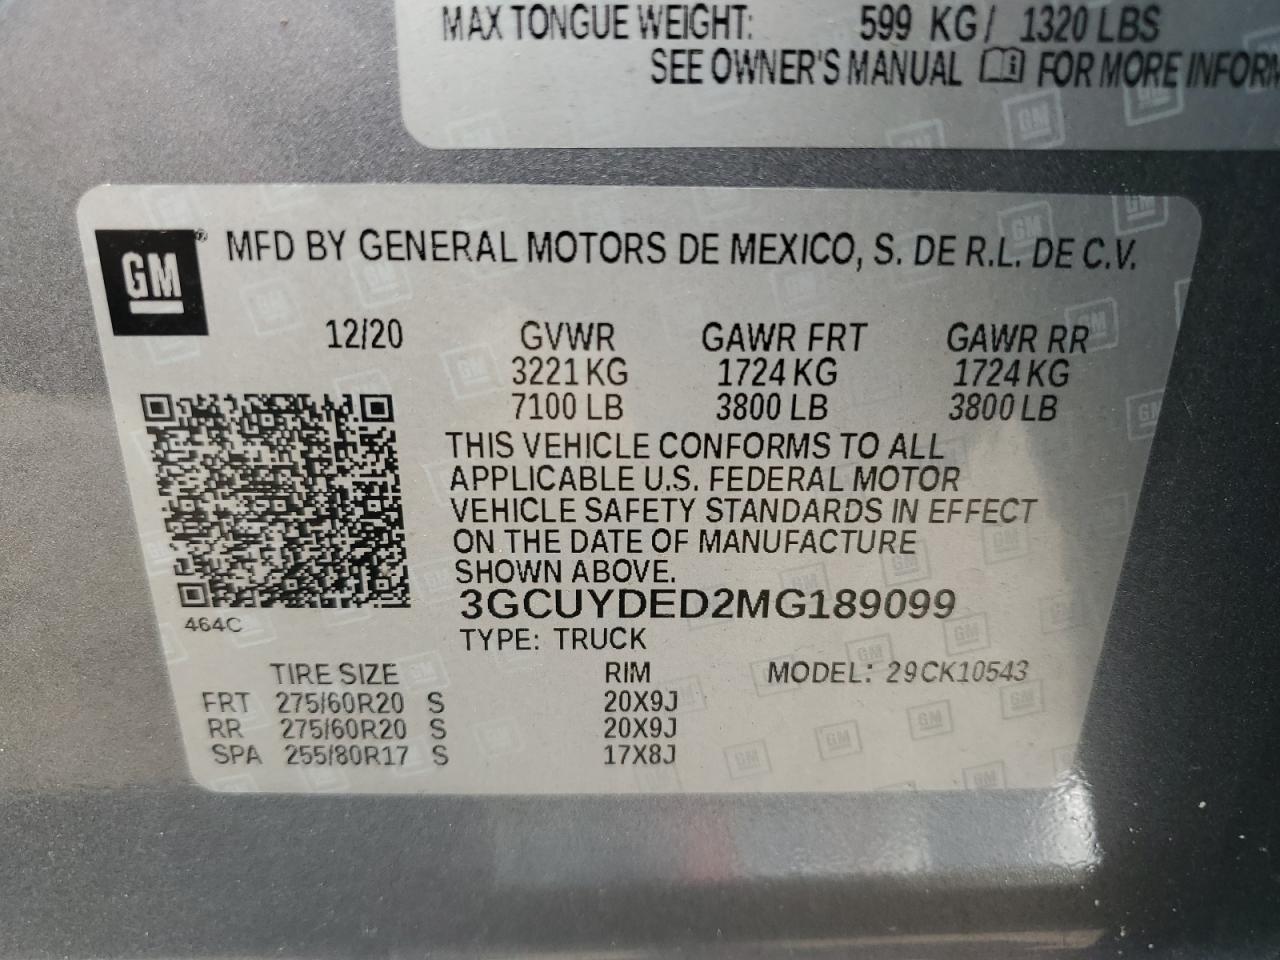 MAX TONGUE WEIGHT: 599 KG / 1320 LBS
SEE OWNER'S MANUAL FOR MORE INFORM
GM® MFD BY GENERAL MOTORS DE MEXICO, S. DE R.L. DE C.V.
12/20 GVWR GAWR FRT GAWR RR
3221 KG 1724 KG 1724 KG
7100 LB 3800 LB 3800 LB
THIS VEHICLE CONFORMS TO ALL
APPLICABLE U.S. FEDERAL MOTOR
VEHICLE SAFETY STANDARDS IN EFFECT
ON THE DATE OF MANUFACTURE
SHOWN ABOVE.
3GCUYDED2MG189099
464C
TYPE: TRUCK
TIRE SIZE RIM MODEL: 29CK10543
FRT 275/60R20 S 20X9J
RR 275/60R20 S 20X9J
SPA 255/80R17 S 17X8J